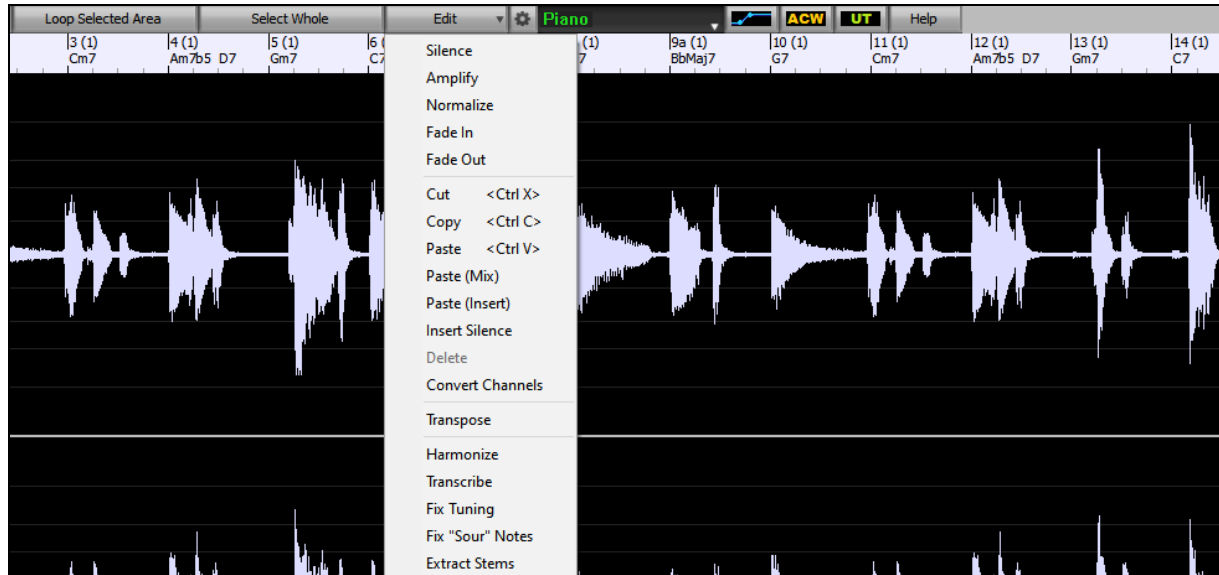 Loop Selected Area Select Whole Edit Piano ACW UT Help
3 (1) 4 (1) 5 (1) 6 ( (1) 9a (1) 10 (1) 11 (1) 12 (1) 13 (1) 14 (1)
Cm7 Am7b5 D7 Gm7 C7 7 BbMaj7 G7 Cm7 Am7b5 D7 Gm7 C7
Silence
Amplify
Normalize
Fade In
Fade Out
Cut <Ctrl X>
Copy <Ctrl C>
Paste <Ctrl V>
Paste (Mix)
Paste (Insert)
Insert Silence
Delete
Convert Channels
Transpose
Harmonize
Transcribe
Fix Tuning
Fix "Sour" Notes
Extract Stems